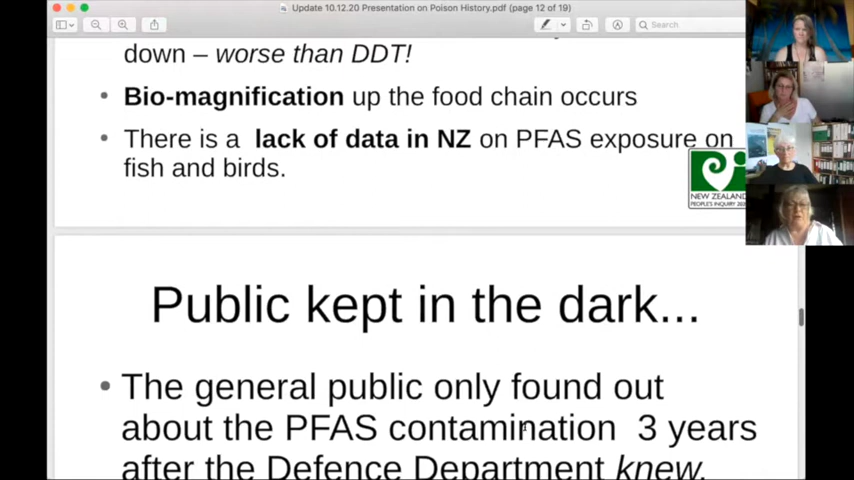 Update 10.12.20 Presentation on Poison History.pdf (page 12 of 19)
Search
down – worse than DDT!
• Bio-magnification up the food chain occurs
• There is a lack of data in NZ on PFAS exposure on
fish and birds.
NEW ZEALAND
PEOPLE'S INQUIRY
Public kept in the dark...
• The general public only found out
about the PFAS contamination 3 years
after the Defence Department knew.